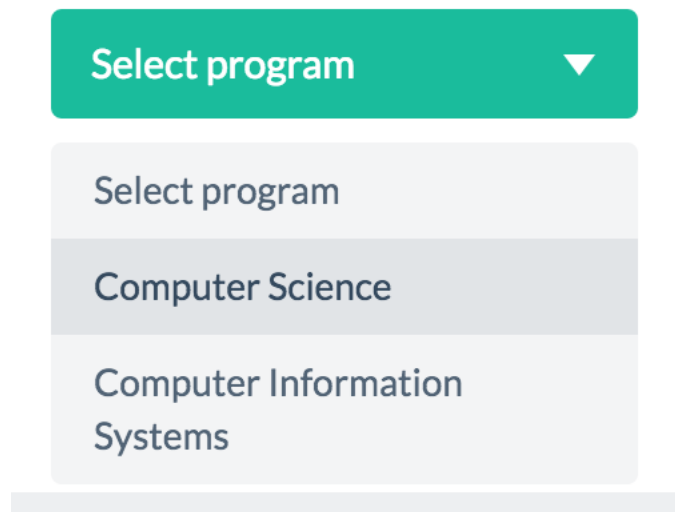 Select program
Select program
Computer Science
Computer Information
Systems